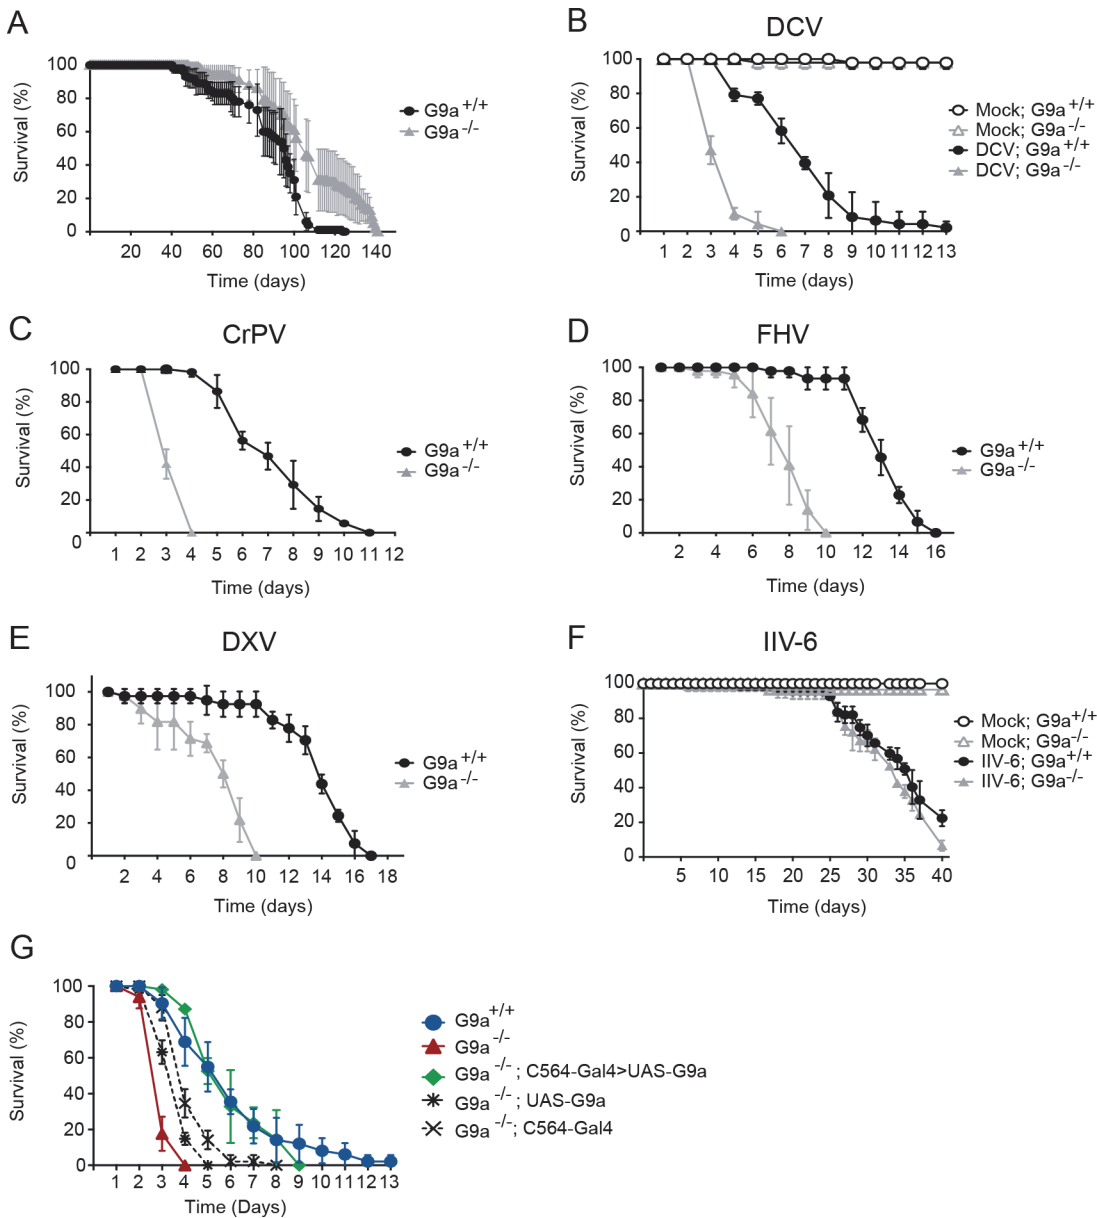 A
Survival (%)
100
80
60
40
20
0
20 40 60 80 100 120 140
Time (days)
G9a +/+
G9a -/-
B
DCV
Survival (%)
100
80
60
40
20
0
1 2 3 4 5 6 7 8 9 10 11 12 13
Time (days)
Mock; G9a +/+
Mock; G9a -/-
DCV; G9a +/+
DCV; G9a -/-
C
CrPV
Survival (%)
100
80
60
40
20
0
1 2 3 4 5 6 7 8 9 10 11 12
Time (days)
G9a +/+
G9a -/-
D
FHV
Survival (%)
100
80
60
40
20
0
2 4 6 8 10 12 14 16
Time (days)
G9a +/+
G9a -/-
E
DXV
Survival (%)
100
80
60
40
20
0
2 4 6 8 10 12 14 16 18
Time (days)
G9a +/+
G9a -/-
F
IIV-6
Survival (%)
100
80
60
40
20
0
5 10 15 20 25 30 35 40
Time (days)
Mock; G9a +/+
Mock; G9a -/-
IIV-6; G9a +/+
IIV-6; G9a -/-
G
Survival (%)
100
80
60
40
20
0
1 2 3 4 5 6 7 8 9 10 11 12 13
Time (Days)
G9a +/+
G9a -/-
G9a -/- ; C564-Gal4>UAS-G9a
G9a -/- ; UAS-G9a
G9a -/-; C564-Gal4